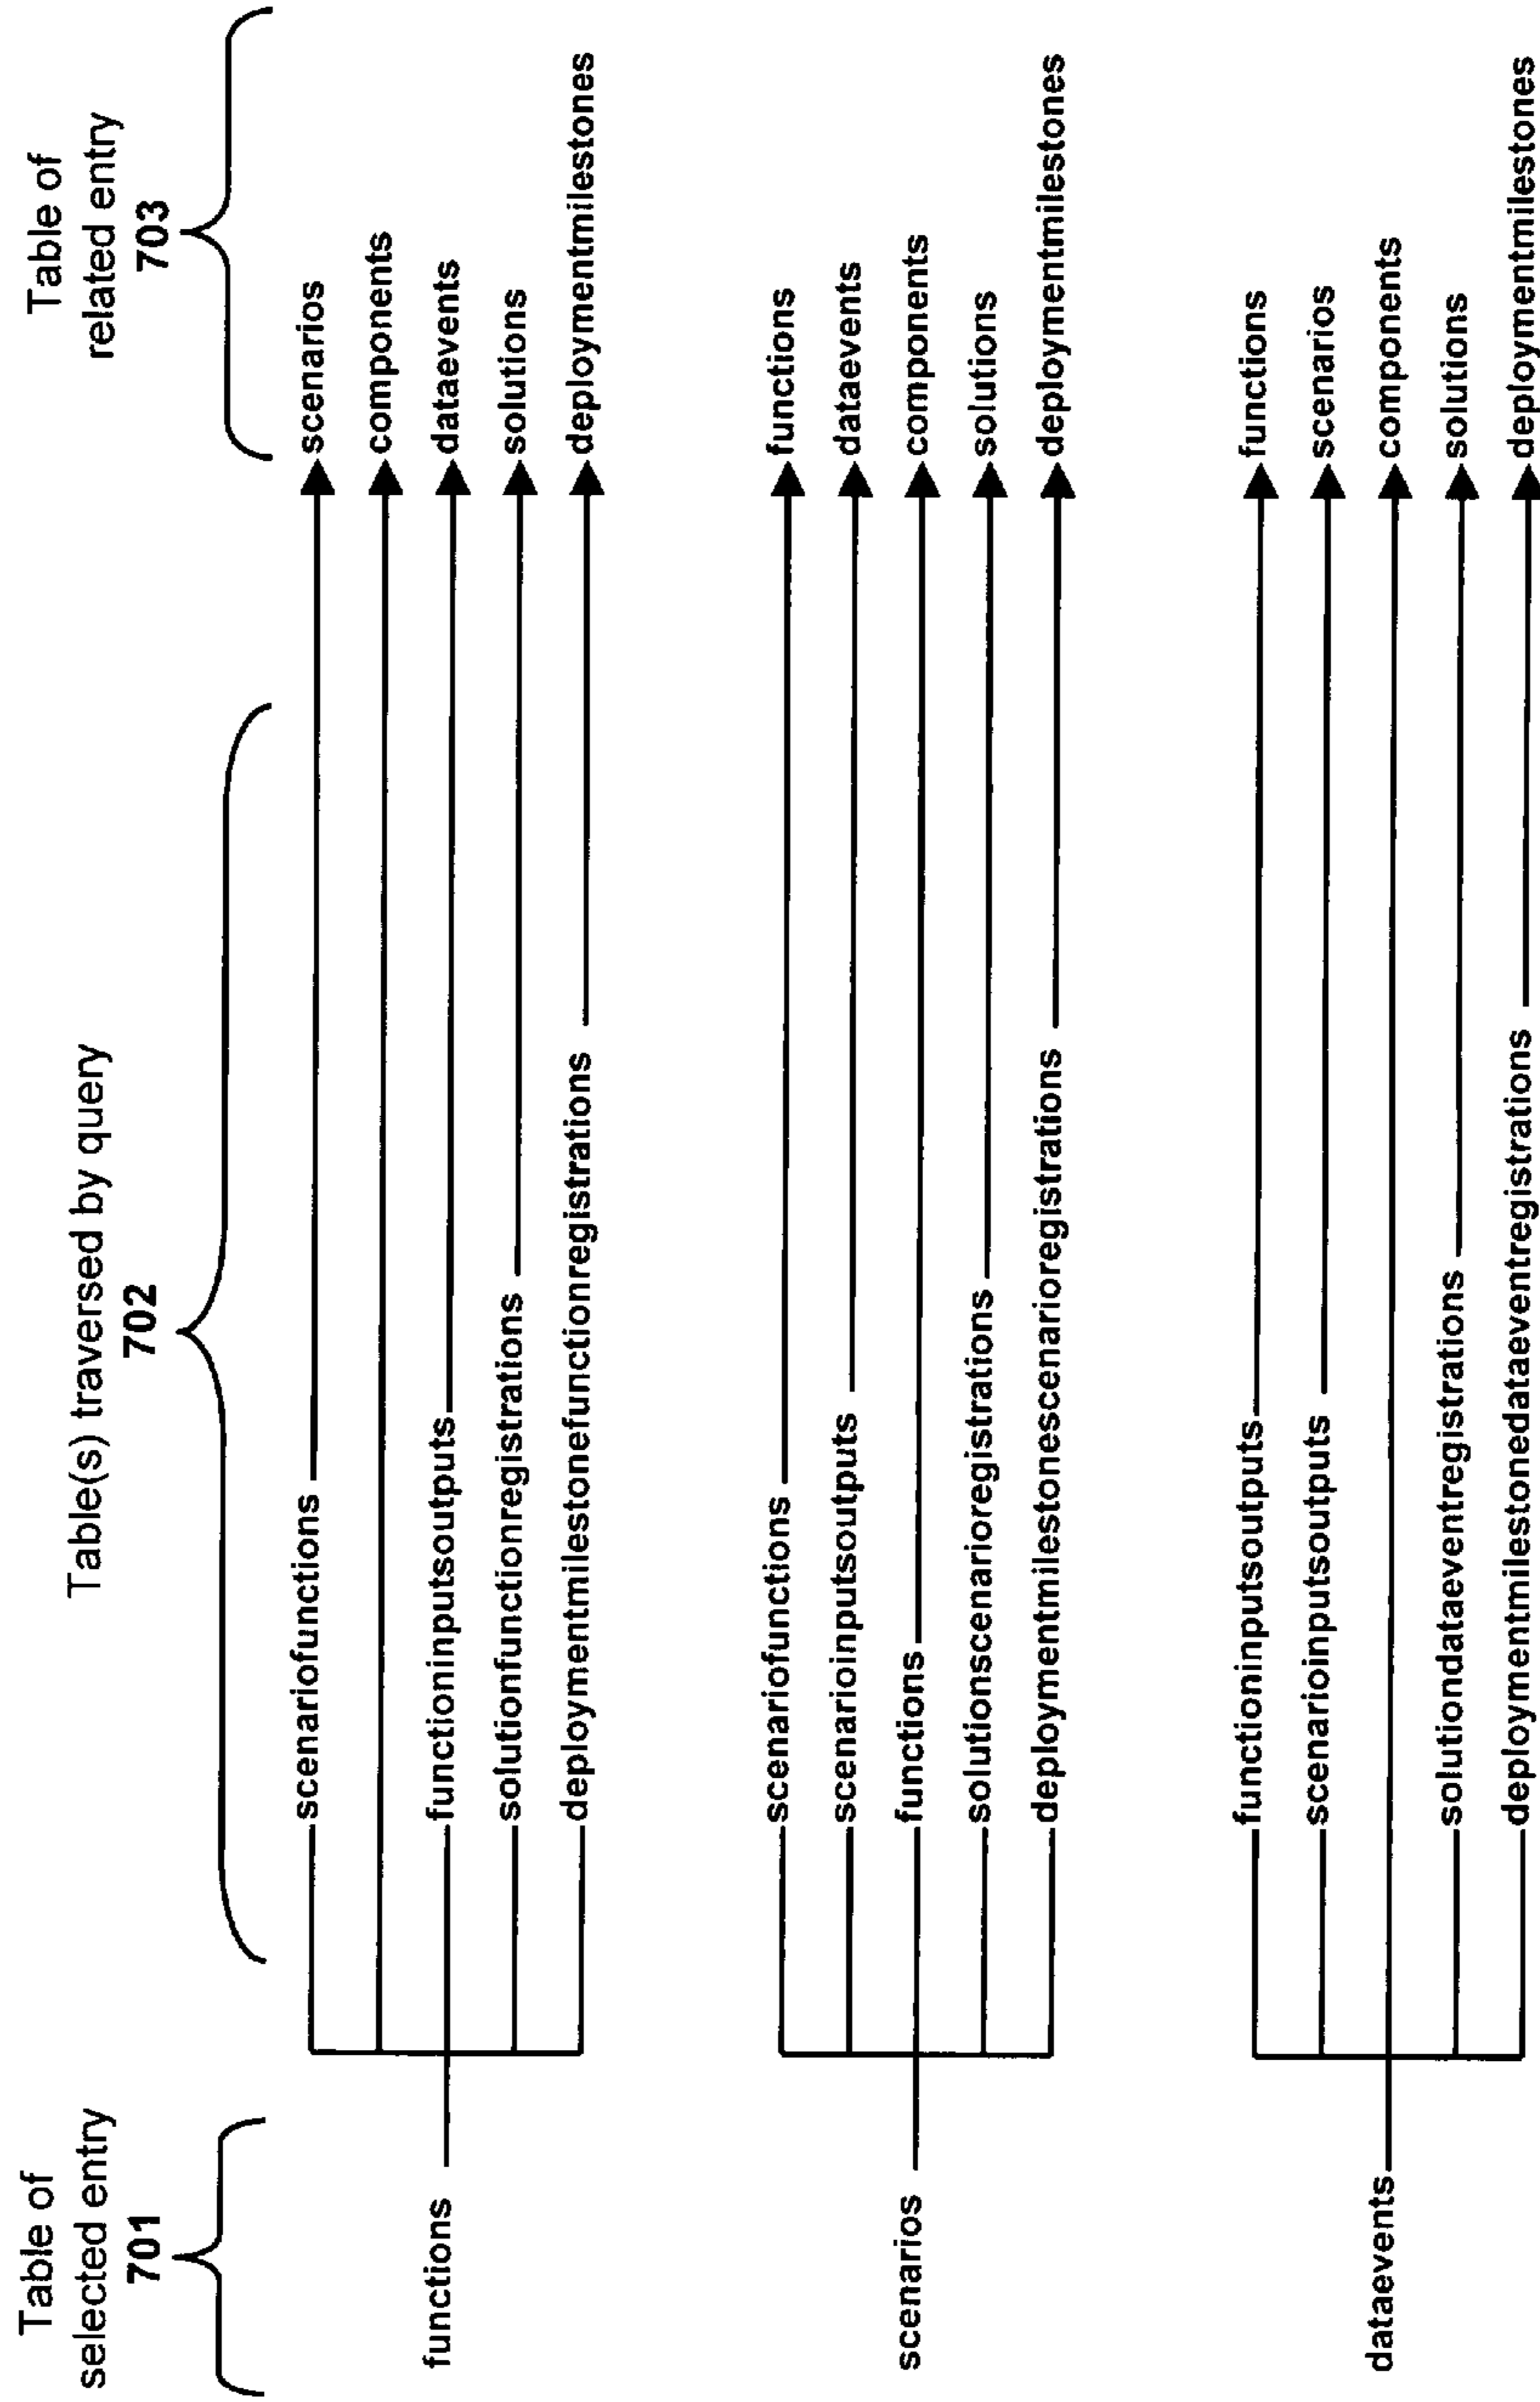 Table of
selected entry
701
Table(s) traversed by query
702
Table of
related entry
703
functions
scenariofunctions
scenarios
components
functioninputsoutputs
dataevents
solutionfunctionregistrations
solutions
deploymentmilestonefunctionregistrations
deploymentmilestones
scenarios
scenariofunctions
functions
scenarioinputsoutputs
dataevents
functions
components
solutionscenarioregistrations
solutions
deploymentmilestonescenarioregistrations
deploymentmilestones
dataevents
functioninputsoutputs
functions
scenarioinputsoutputs
scenarios
components
solutiondataeventregistrations
solutions
deploymentmilestonedataeventregistrations
deploymentmilestones